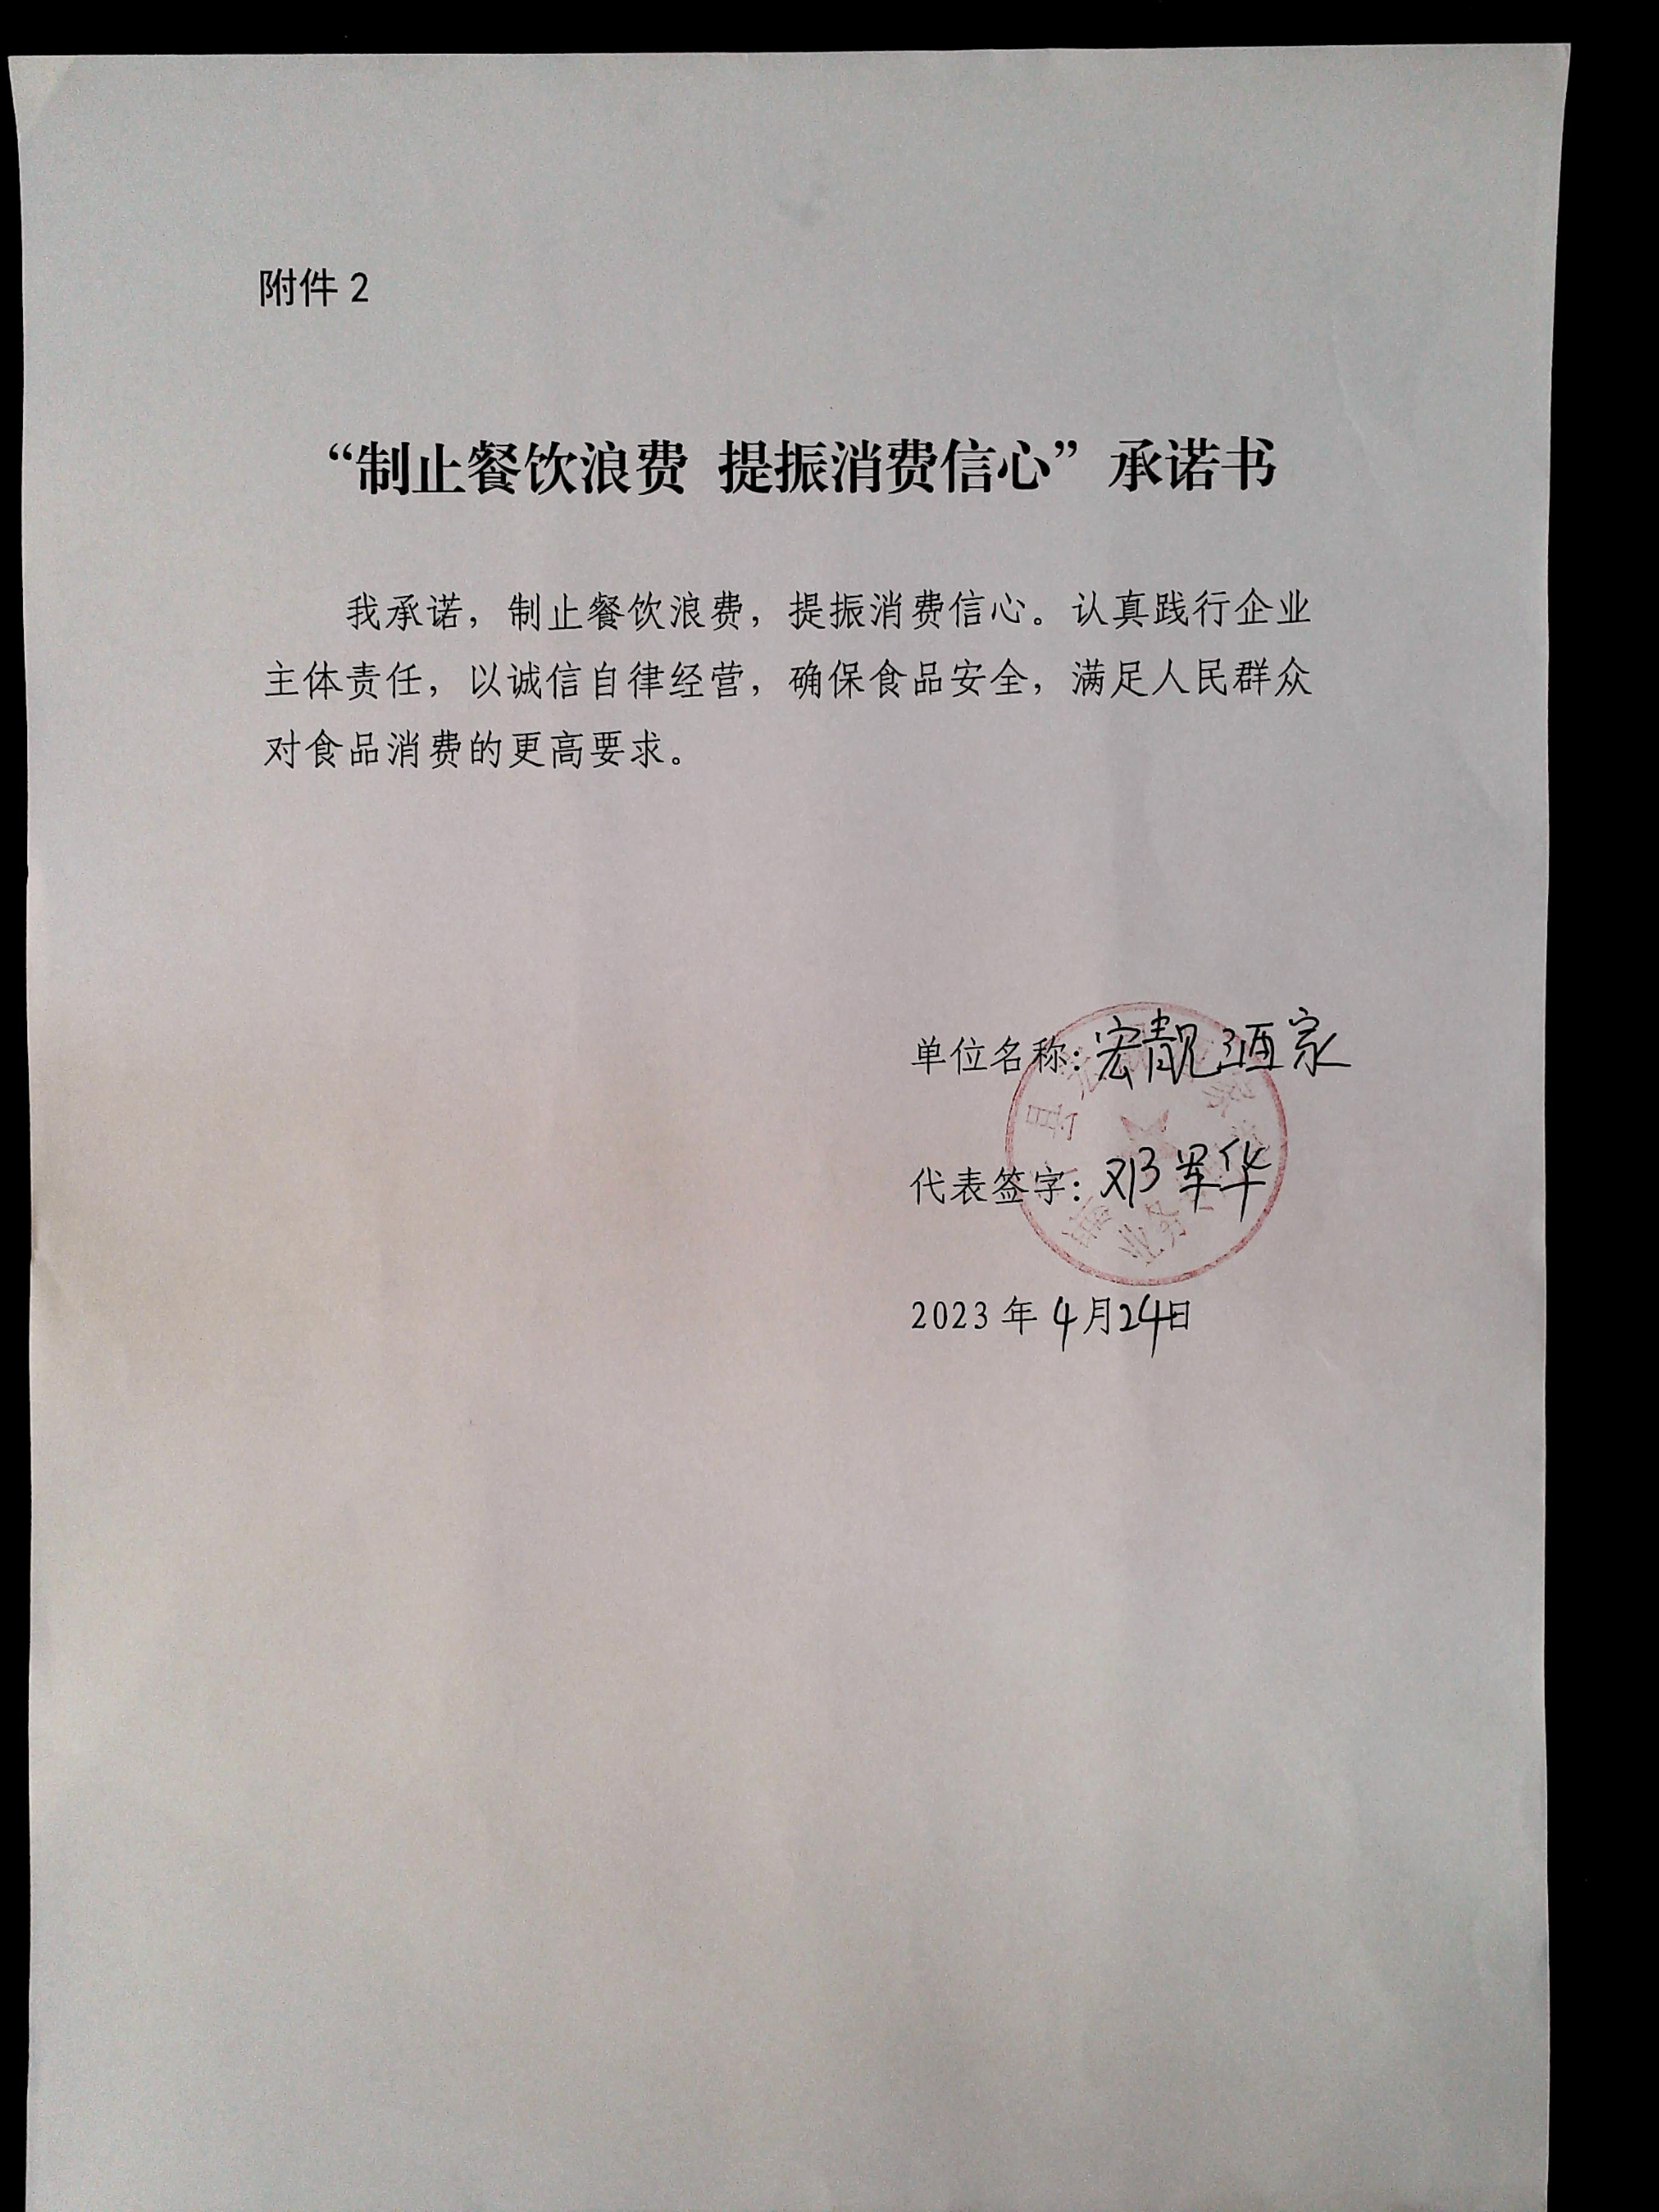 附件 2
“制止餐饮浪费 提振消费信心”承诺书
我承诺，制止餐饮浪费，提振消费信心。认真践行企业
主体责任，以诚信自律经营，确保食品安全，满足人民群众
对食品消费的更高要求。
单位名称：宏靓酒家
代表签字：邓军华
2023 年 4 月 24 日